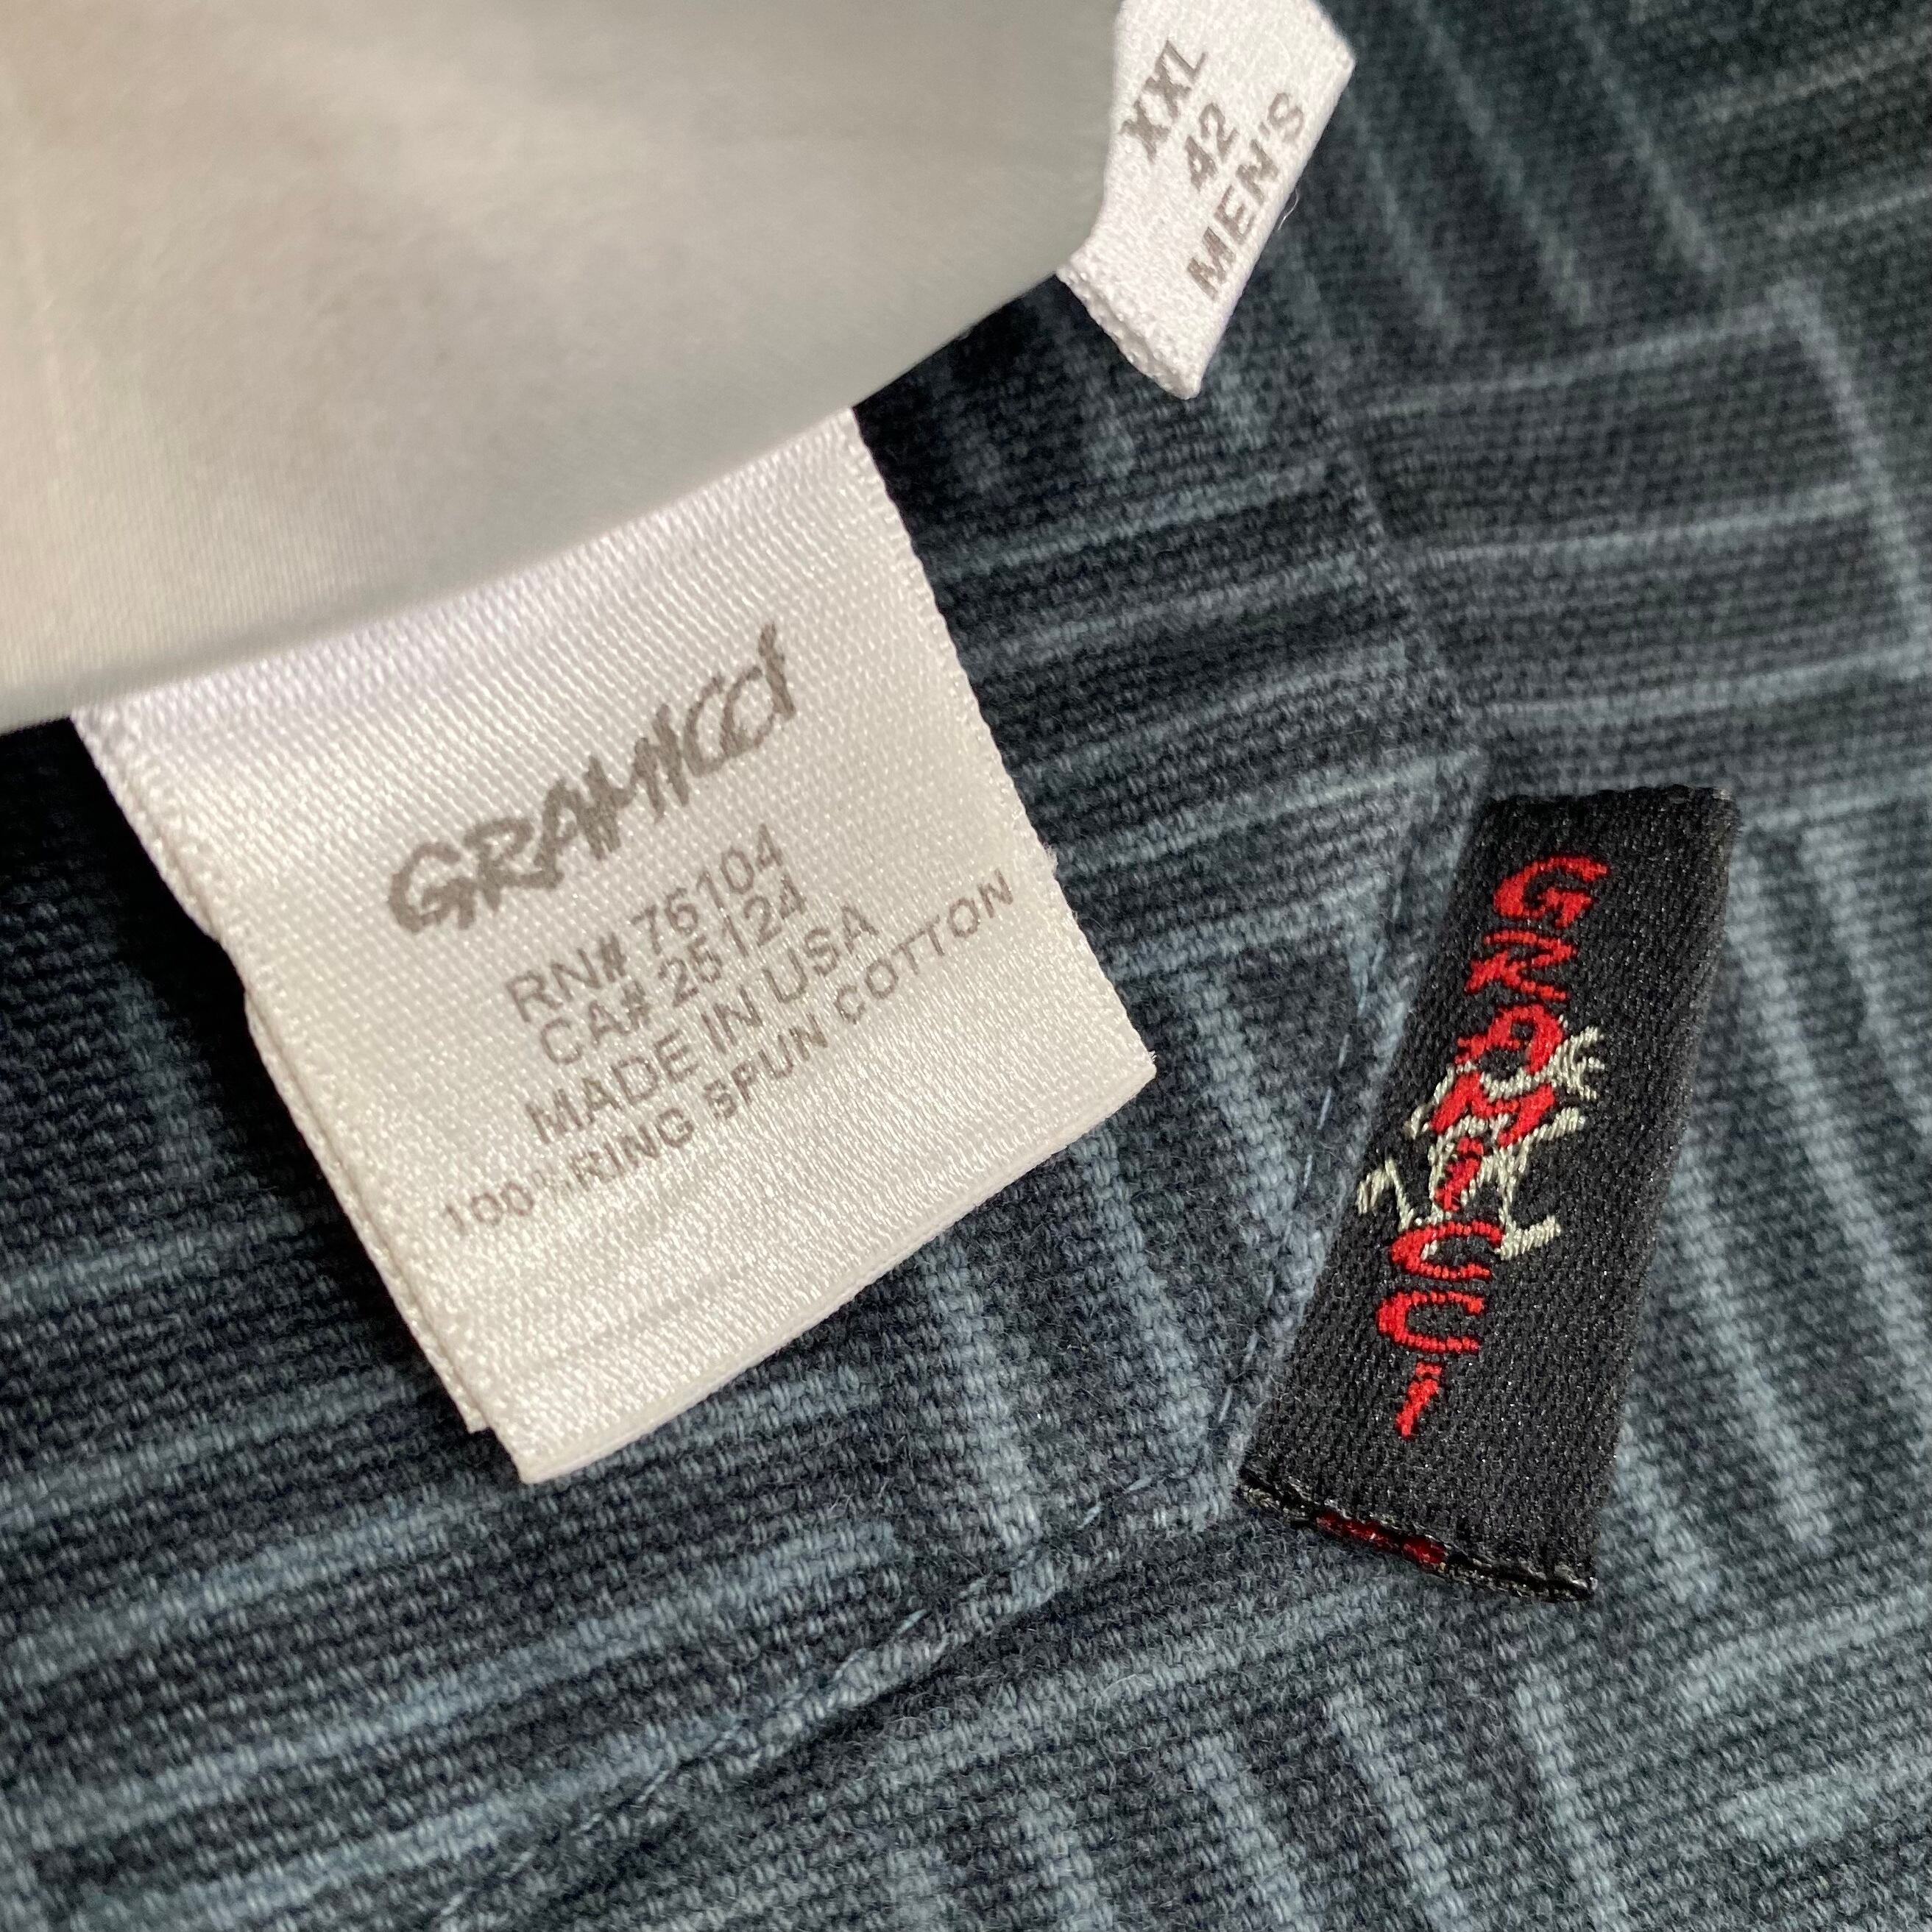 XXL
42
MEN'S
GRAMICCI
RN# 76104
CA# 25124
MADE IN USA
100% RING SPUN COTTON
GRAMICCI